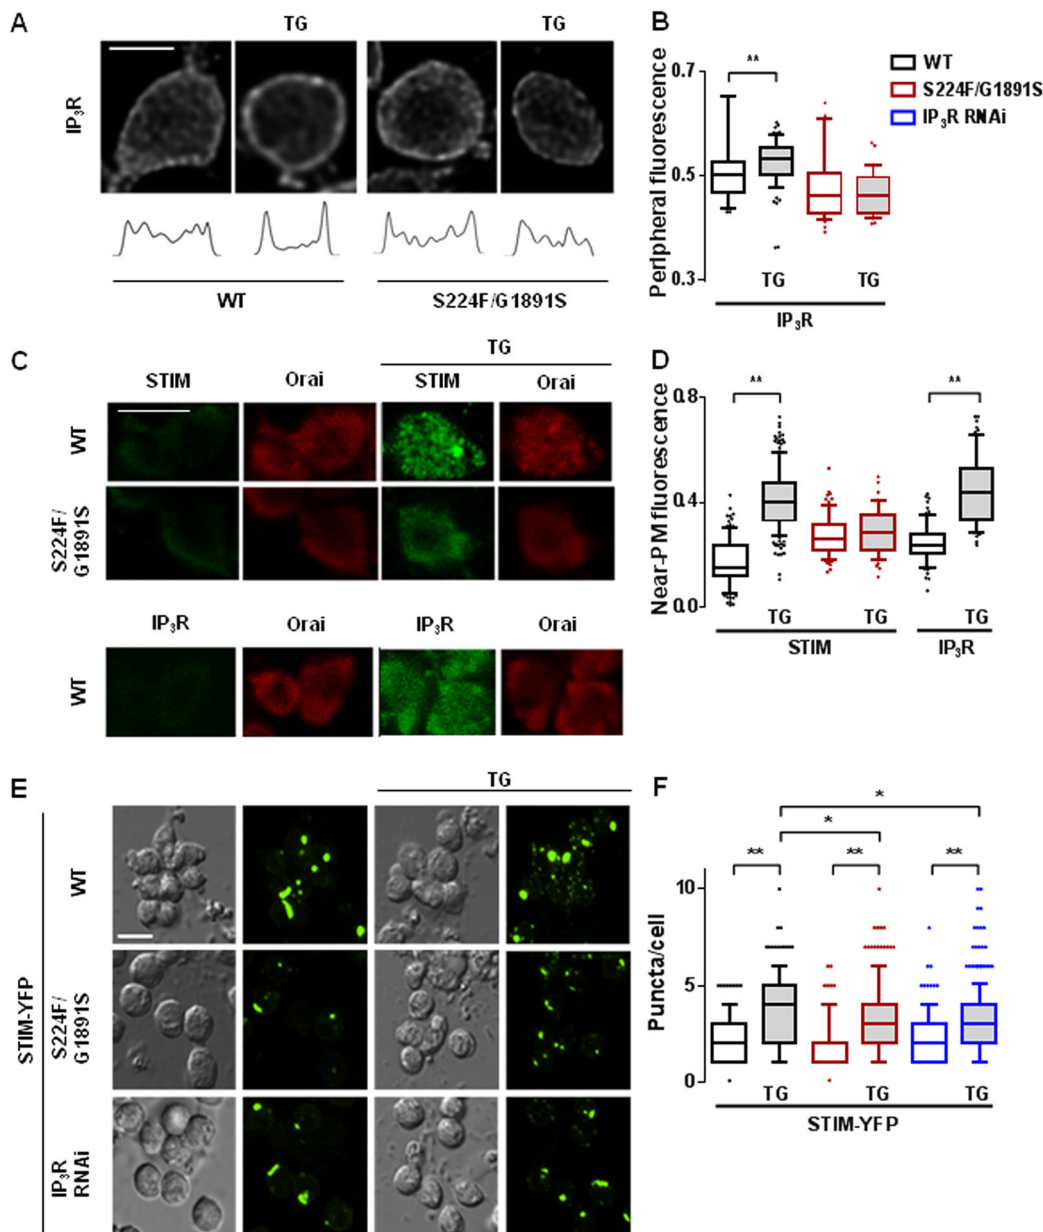 A
TG
TG
IP3R
WT
S224F/G1891S
B
Peripheral fluorescence
0.7
0.5
0.3
**
TG
TG
IP3R
WT
S224F/G1891S
IP3R RNAi
C
TG
STIM
Orai
STIM
Orai
WT
S224F/
G1891S
IP3R
Orai
IP3R
Orai
WT
D
Near-PM fluorescence
0.8
0.4
0.0
**
**
TG
TG
TG
STIM
IP3R
E
TG
STIM-YFP
WT
S224F/
G1891S
IP3R
RNAi
F
Puncta/cell
10
5
0
*
*
**
**
**
TG
TG
TG
STIM-YFP